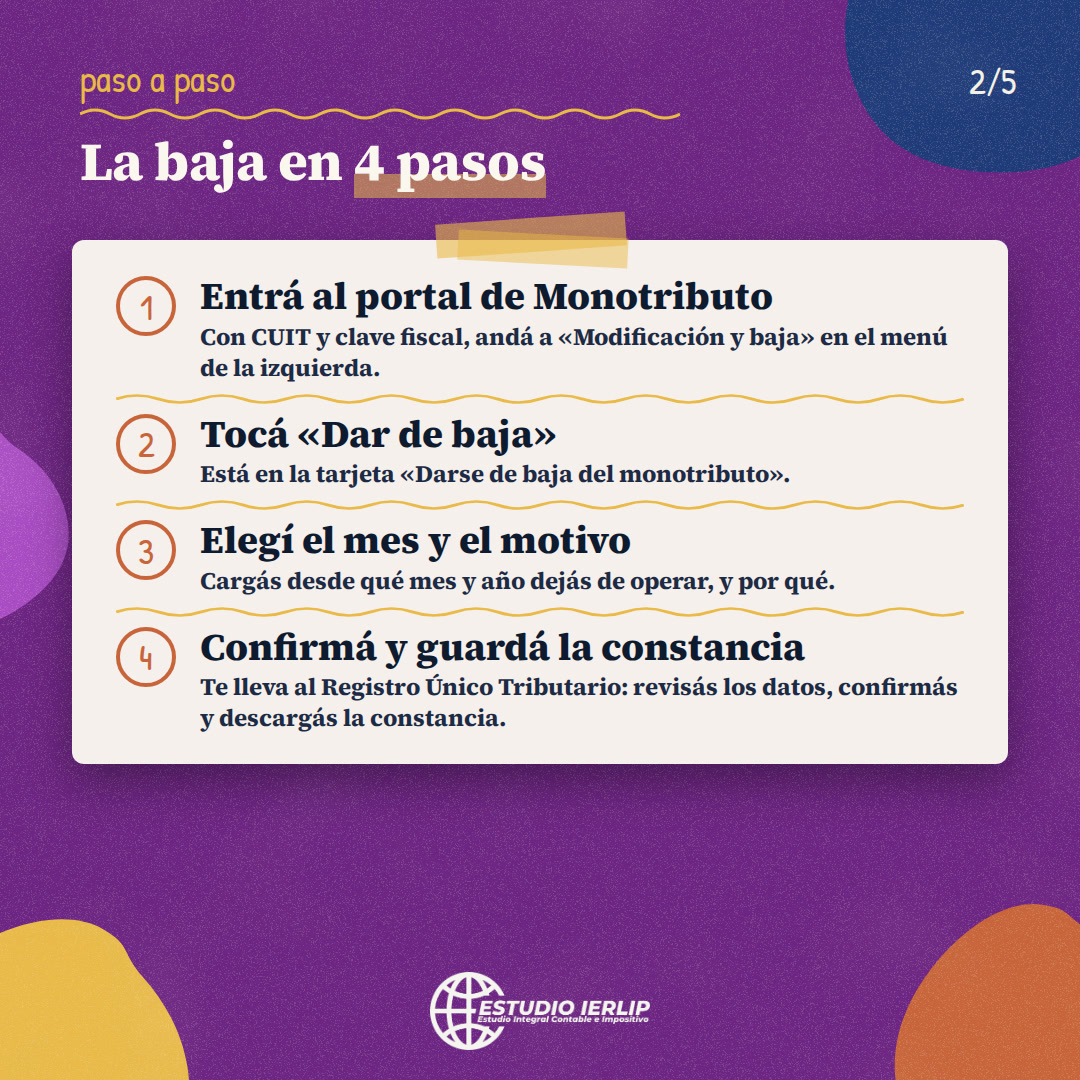 paso a paso
2/5
La baja en 4 pasos
1
Entrá al portal de Monotributo
Con CUIT y clave fiscal, andá a «Modificación y baja» en el menú
de la izquierda.
2
Tocá «Dar de baja»
Está en la tarjeta «Darse de baja del monotributo».
3
Elegí el mes y el motivo
Cargás desde qué mes y año dejás de operar, y por qué.
4
Confirmá y guardá la constancia
Te lleva al Registro Único Tributario: revisás los datos, confirmás
y descargás la constancia.
ESTUDIO IERLIP
Estudio Integral Contable e Impositivo